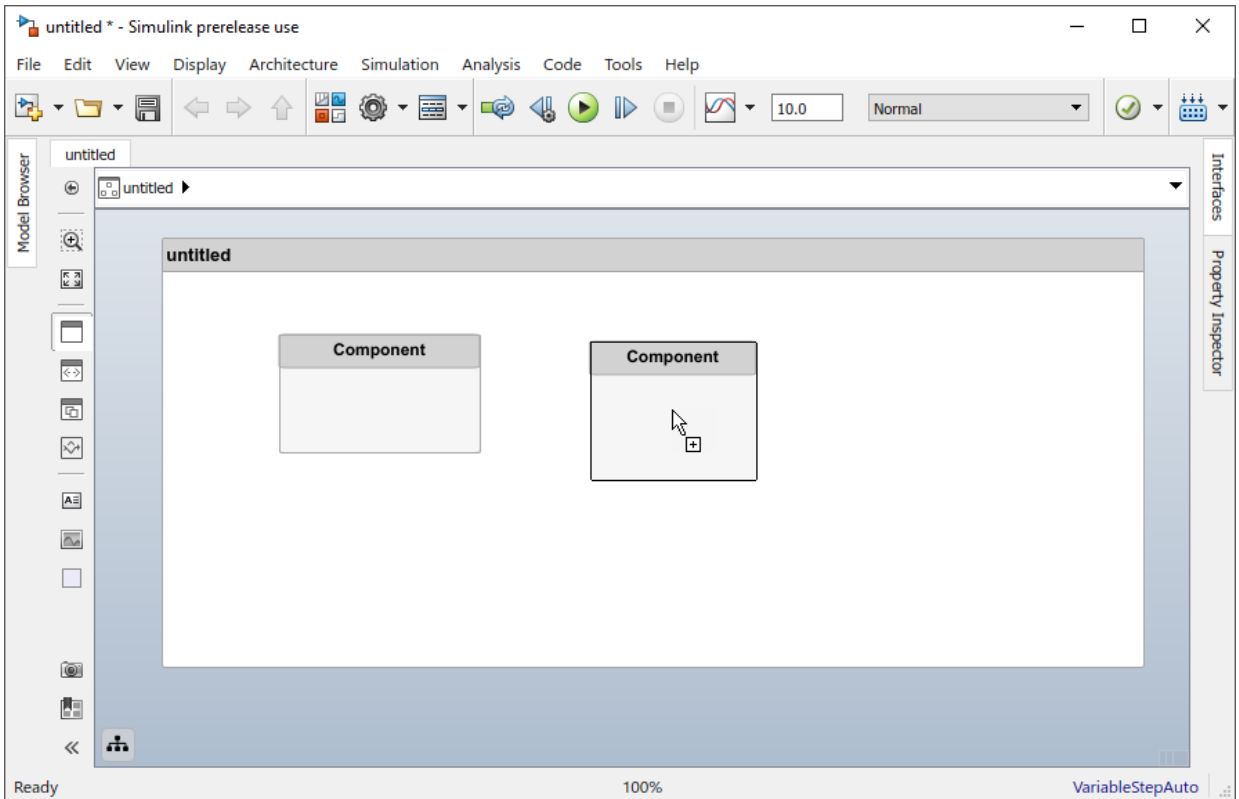 untitled * - Simulink prerelease use
File Edit View Display Architecture Simulation Analysis Code Tools Help
10.0 Normal
Model Browser
untitled
untitled
Interfaces
Property Inspector
untitled
Component
Component
A
Ready 100% VariableStepAuto